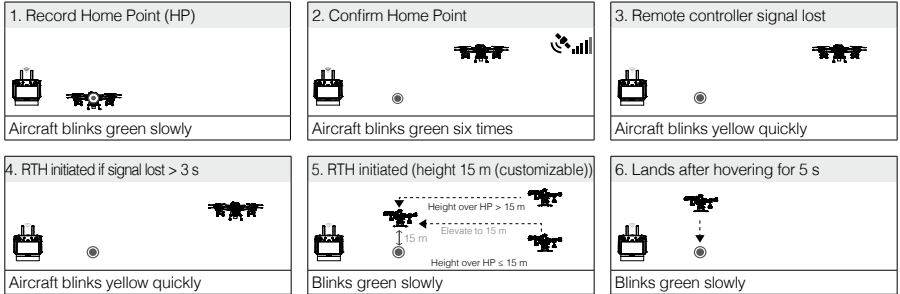 1. Record Home Point (HP)
Aircraft blinks green slowly
2. Confirm Home Point
Aircraft blinks green six times
3. Remote controller signal lost
Aircraft blinks yellow quickly
4. RTH initiated if signal lost > 3 s
Aircraft blinks yellow quickly
5. RTH initiated (height 15 m (customizable))
Height over HP > 15 m
Elevate to 15 m
15 m
Height over HP ≤ 15 m
Blinks green slowly
6. Lands after hovering for 5 s
Blinks green slowly